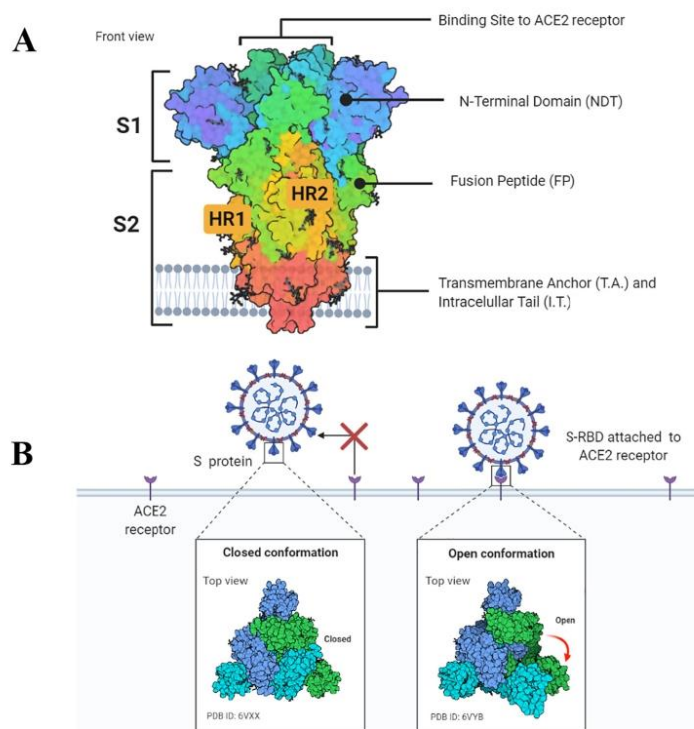 A
Front view
Binding Site to ACE2 receptor
N-Terminal Domain (NDT)
S1
Fusion Peptide (FP)
HR2
HR1
S2
Transmembrane Anchor (T.A.) and
Intracelullar Tail (I.T.)
B
S protein
S-RBD attached to
ACE2 receptor
ACE2
receptor
Closed conformation
Top view
Closed
PDB ID: 6VXX
Open conformation
Top view
Open
PDB ID: 6VYB